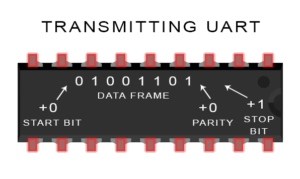 TRANSMITTING UART
0 1 0 0 1 1 0 1
DATA FRAME
+0
START BIT
+0
PARITY
+1
STOP
BIT